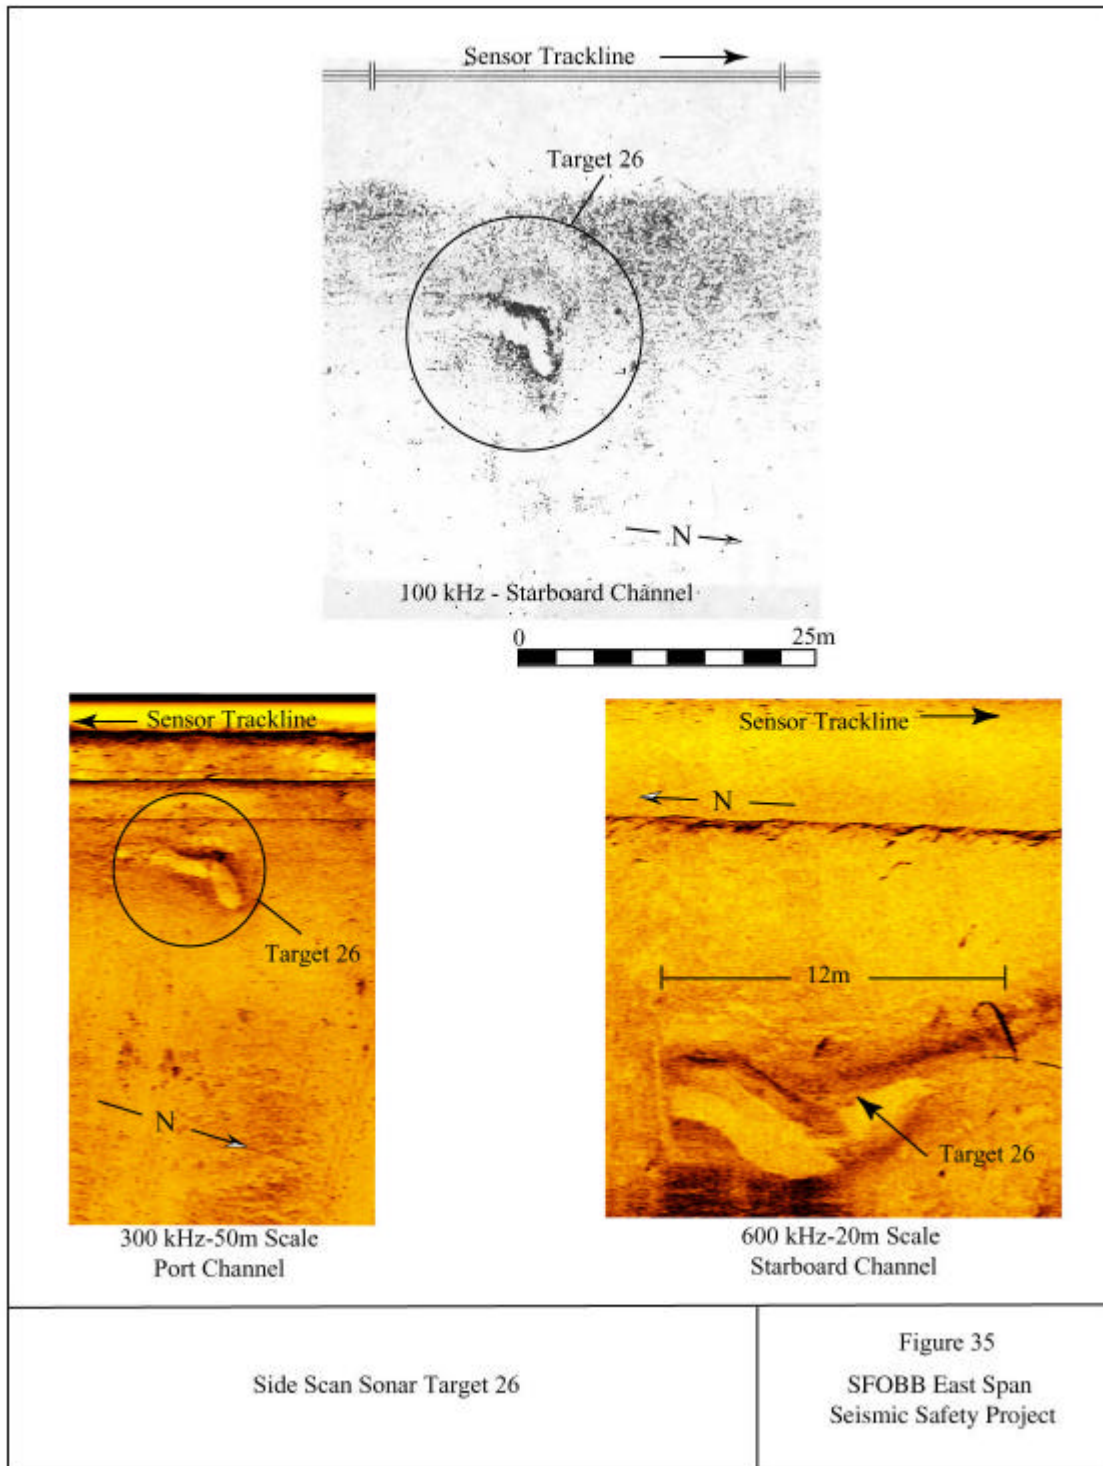 Sensor Trackline
Target 26
N
100 kHz - Starboard Channel
0 25m
Sensor Trackline
Target 26
N
300 kHz-50m Scale
Port Channel
Sensor Trackline
N
12m
Target 26
600 kHz-20m Scale
Starboard Channel
Side Scan Sonar Target 26
Figure 35
SFOBB East Span
Seismic Safety Project